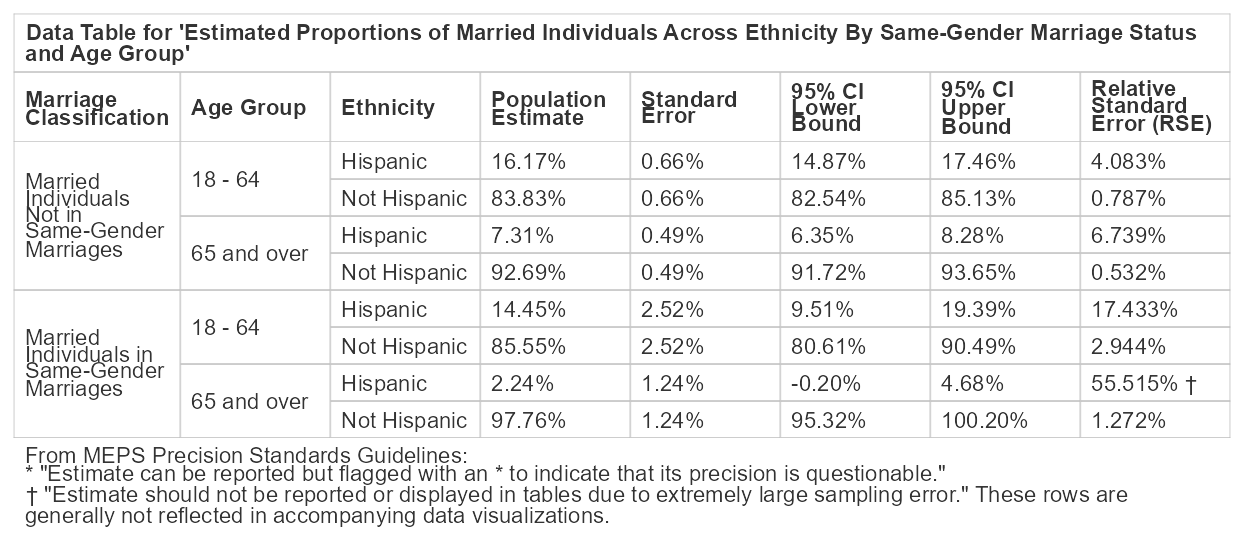 Data Table for 'Estimated Proportions of Married Individuals Across Ethnicity By Same-Gender Marriage Status
and Age Group'
Marriage Classification Age Group Ethnicity Population Estimate Standard Error 95% CI Lower Bound 95% CI Upper Bound Relative Standard Error (RSE)
Married Individuals Not in Same-Gender Marriages 18 - 64 Hispanic 16.17% 0.66% 14.87% 17.46% 4.083%
Not Hispanic 83.83% 0.66% 82.54% 85.13% 0.787%
65 and over Hispanic 7.31% 0.49% 6.35% 8.28% 6.739%
Not Hispanic 92.69% 0.49% 91.72% 93.65% 0.532%
Married Individuals in Same-Gender Marriages 18 - 64 Hispanic 14.45% 2.52% 9.51% 19.39% 17.433%
Not Hispanic 85.55% 2.52% 80.61% 90.49% 2.944%
65 and over Hispanic 2.24% 1.24% -0.20% 4.68% 55.515% †
Not Hispanic 97.76% 1.24% 95.32% 100.20% 1.272%
From MEPS Precision Standards Guidelines:
* "Estimate can be reported but flagged with an * to indicate that its precision is questionable."
† "Estimate should not be reported or displayed in tables due to extremely large sampling error." These rows are
generally not reflected in accompanying data visualizations.